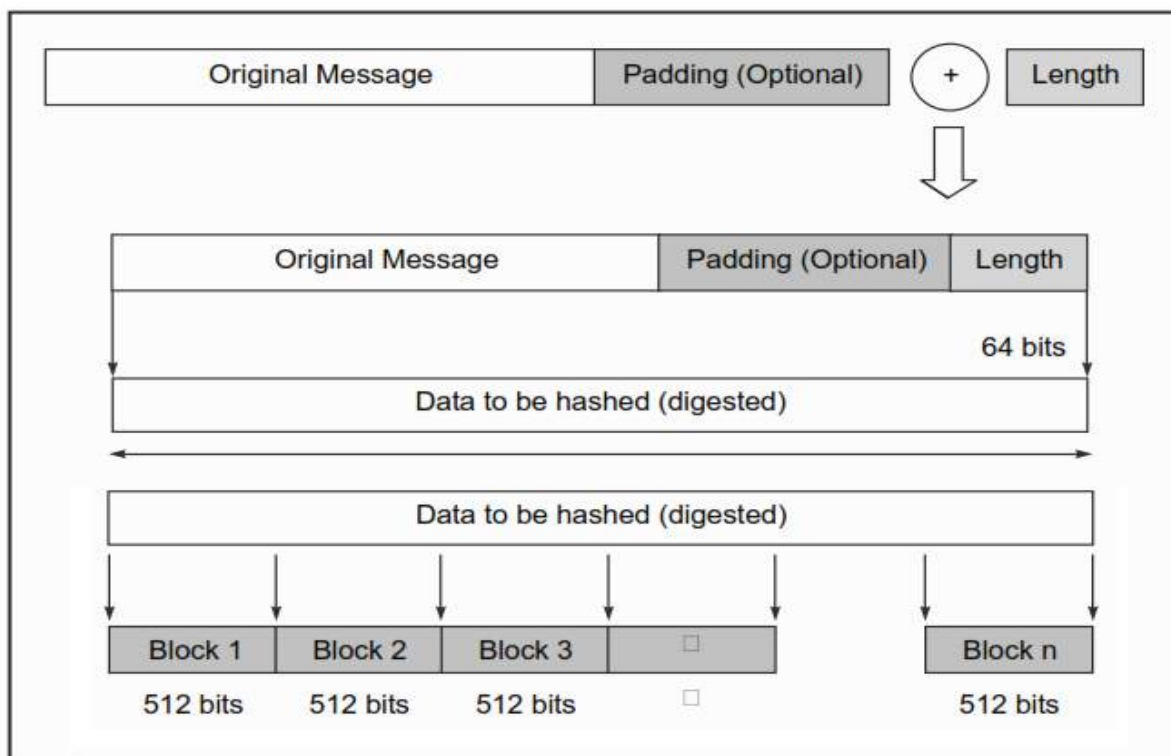 Original Message Padding (Optional) + Length
Original Message Padding (Optional) Length
64 bits
Data to be hashed (digested)
Data to be hashed (digested)
Block 1 Block 2 Block 3 □ Block n
512 bits 512 bits 512 bits □ 512 bits